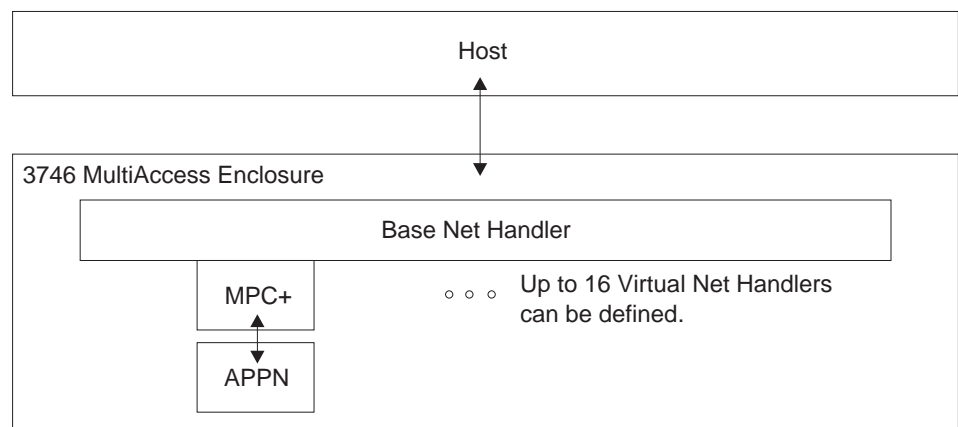 Host
3746 MultiAccess Enclosure
Base Net Handler
MPC+
Up to 16 Virtual Net Handlers
can be defined.
APPN